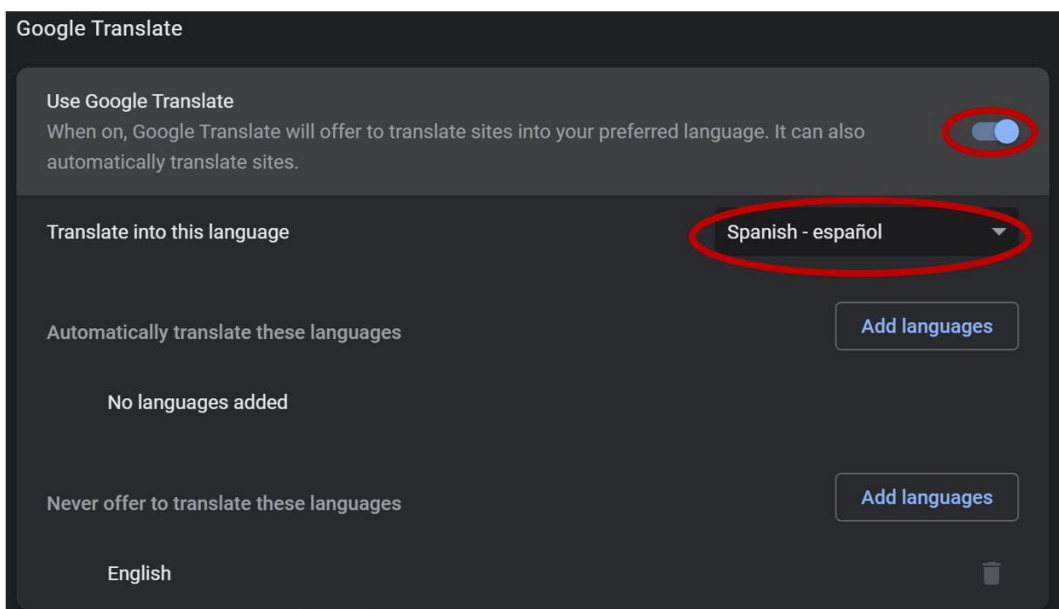 Google Translate
Use Google Translate
When on, Google Translate will offer to translate sites into your preferred language. It can also
automatically translate sites.
Translate into this language
Spanish - español
Automatically translate these languages
Add languages
No languages added
Never offer to translate these languages
Add languages
English